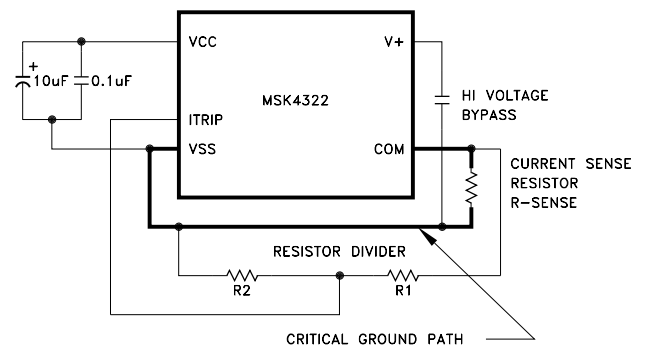 VCC
V+
+
10uF
0.1uF
MSK4322
HI VOLTAGE
BYPASS
ITRIP
VSS
COM
CURRENT SENSE
RESISTOR
R-SENSE
RESISTOR DIVIDER
R2
R1
CRITICAL GROUND PATH